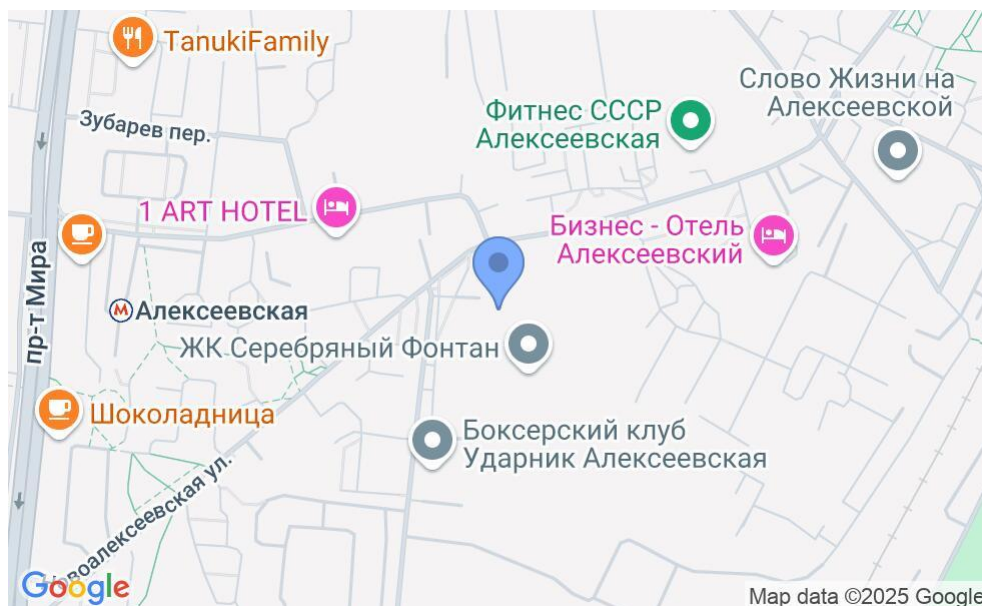 TanukiFamily
Зубарев пер.
Слово Жизни на
Алексеевской
Фитнес СССР
Алексеевская
1 ART HOTEL
Бизнес - Отель
Алексеевский
пр-т Мира
М
Алексеевская
ЖК Серебряный Фонтан
Шоколадница
Боксерский клуб
Ударник Алексеевская
Новоалексеевская ул.
Google
Map data ©2025 Google